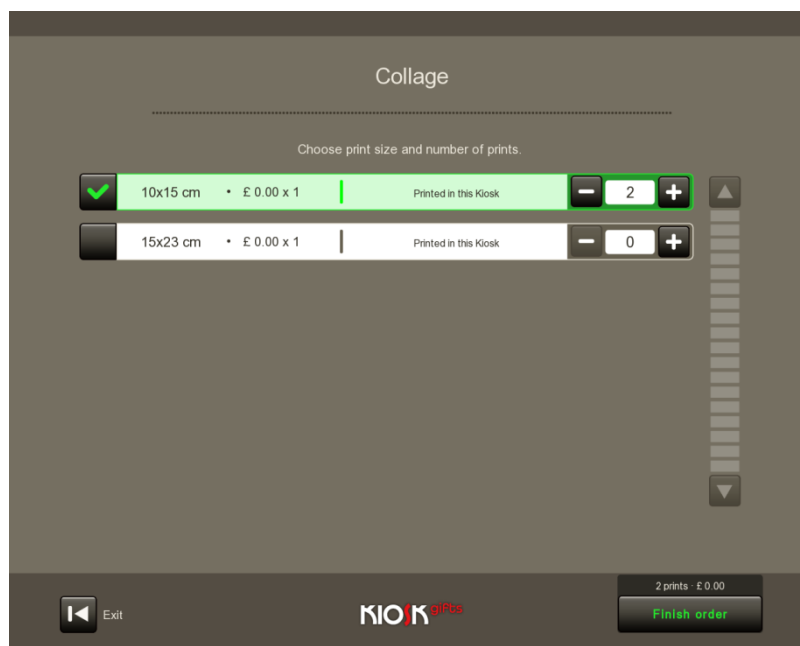 Collage
Choose print size and number of prints.
10x15 cm • £ 0.00 x 1 Printed in this Kiosk 2
15x23 cm • £ 0.00 x 1 Printed in this Kiosk 0
2 prints - £ 0.00
Exit KIOSK gifts Finish order